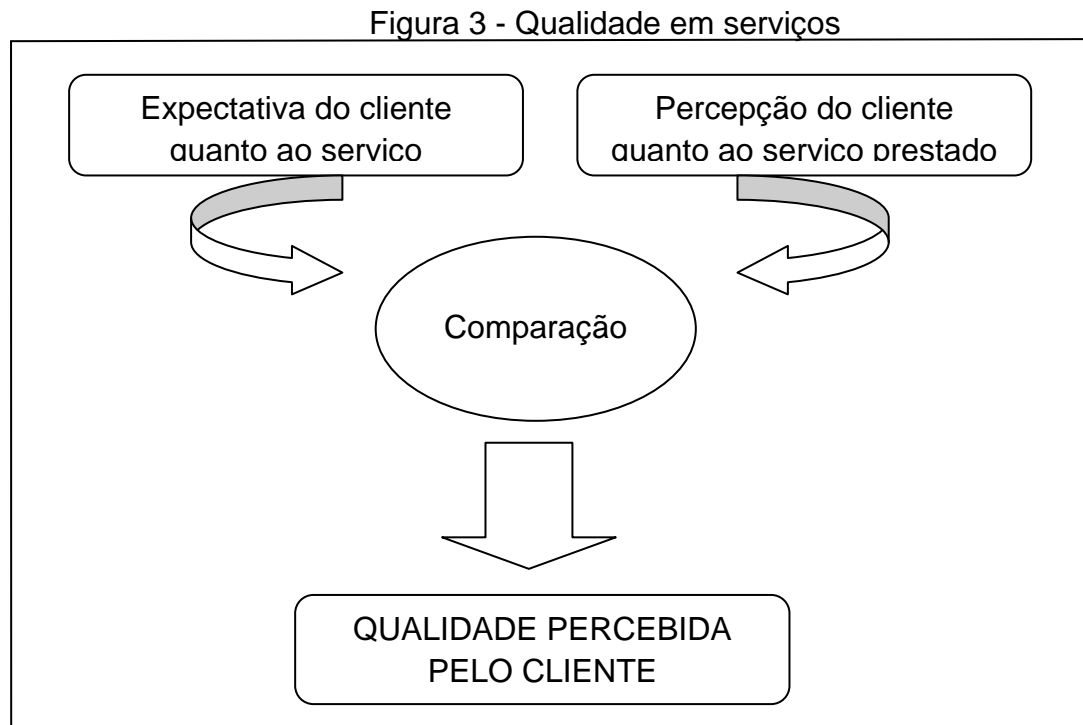 Figura 3 - Qualidade em serviços
Expectativa do cliente
quanto ao serviço
Percepção do cliente
quanto ao serviço prestado
Comparação
QUALIDADE PERCEBIDA
PELO CLIENTE